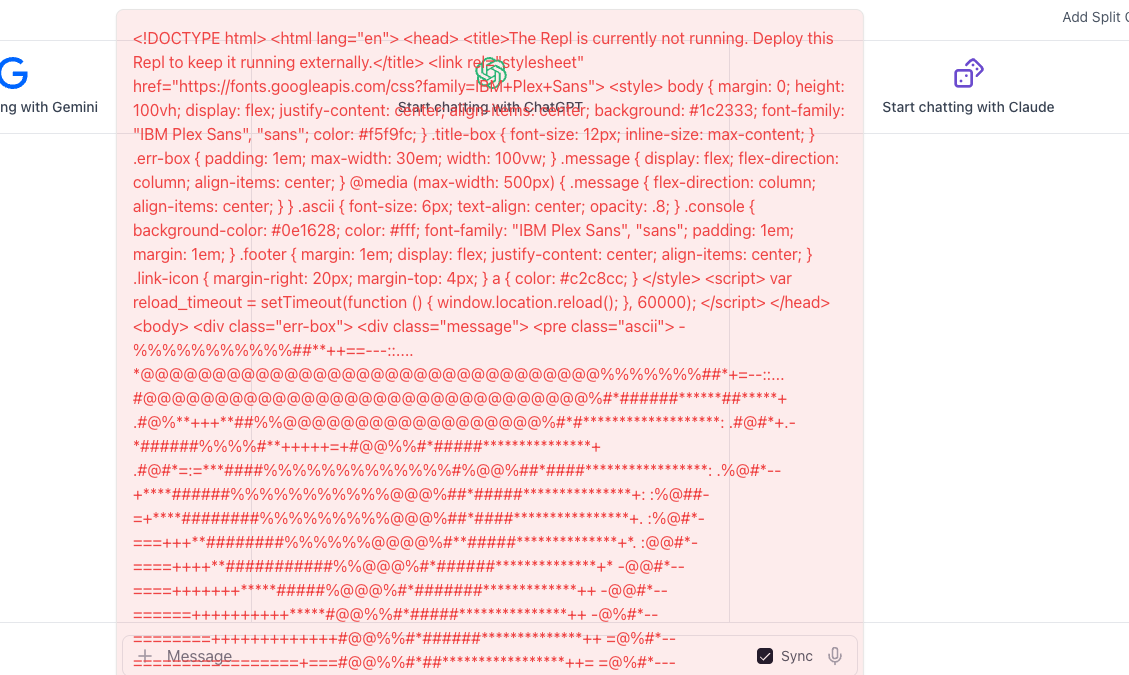 Add Split
<!DOCTYPE html> <html lang="en"> <head> <title>The Repl is currently not running. Deploy this
Repl to keep it running externally.</title> <link rel="stylesheet"
href="https://fonts.googleapis.com/css?family=IBM+Plex+Sans"> <style> body { margin: 0; height:
ng with Gemini
Start chatting with ChatGPT
Start chatting with Claude
100vh; display: flex; justify-content: center; align-items: center; background: #1c2333; font-family:
"IBM Plex Sans", "sans"; color: #f5f9fc; } .title-box { font-size: 12px; inline-size: max-content; }
.err-box { padding: 1em; max-width: 30em; width: 100vw; } .message { display: flex; flex-direction:
column; align-items: center; } @media (max-width: 500px) { .message { flex-direction: column;
align-items: center; } } .ascii { font-size: 6px; text-align: center; opacity: .8; } .console {
background-color: #0e1628; color: #fff; font-family: "IBM Plex Sans", "sans"; padding: 1em;
margin: 1em; } .footer { margin: 1em; display: flex; justify-content: center; align-items: center; }
.link-icon { margin-right: 20px; margin-top: 4px; } a { color: #c2c8cc; } </style> <script> var
reload_timeout = setTimeout(function () { window.location.reload(); }, 60000); </script> </head>
<body> <div class="err-box"> <div class="message"> <pre class="ascii"> -
%%%%%%%%%%%##**++==---::....
*@@@@@@@@@@@@@@@@@@@@@@@@@@@@@@@@%%%%%%%##*+=--::...
#@@@@@@@@@@@@@@@@@@@@@@@@@@@@@@@%#*######******##*****+
.#@%**+++**##%%@@@@@@@@@@@@@@@@@@%#*#*******************: .#@#*+.-
*######%%%%#**+++++=+#@@%%#*#####***************+
.#@#*=:=***####%%%%%%%%%%%%%#%@@%##*####*****************: .%@#*--
+****######%%%%%%%%%%%@@@%##*#####***************+: :%@##-
=+****########%%%%%%%%%@@@%##*####****************+. :%@#*-
===+++**########%%%%%%@@@@%#**#####**************+*. :@@#*-
====++++**###########%%@@@%#*######**************+* -@@#*--
====+++++++*****#####%@@@%#*#######*************++ -@@#*--
======++++++++++*****#@@%%#*#####***************++ -@%#*--
========+++++++++++++#@@%%#*######**************++ =@%#*--
=================+===#@@%%#*##*****************++= =@%#*---
Message
Sync